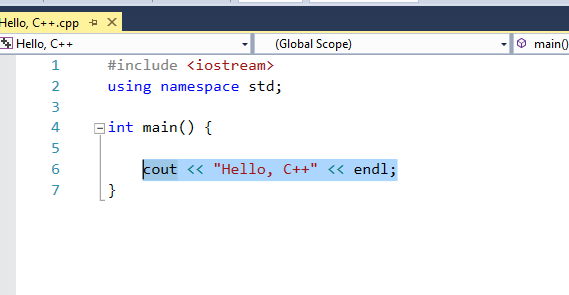 Hello, C++.cpp
Hello, C++ (Global Scope) main()
1 #include <iostream>
2 using namespace std;
3
4 int main() {
5
6 cout << "Hello, C++" << endl;
7 }